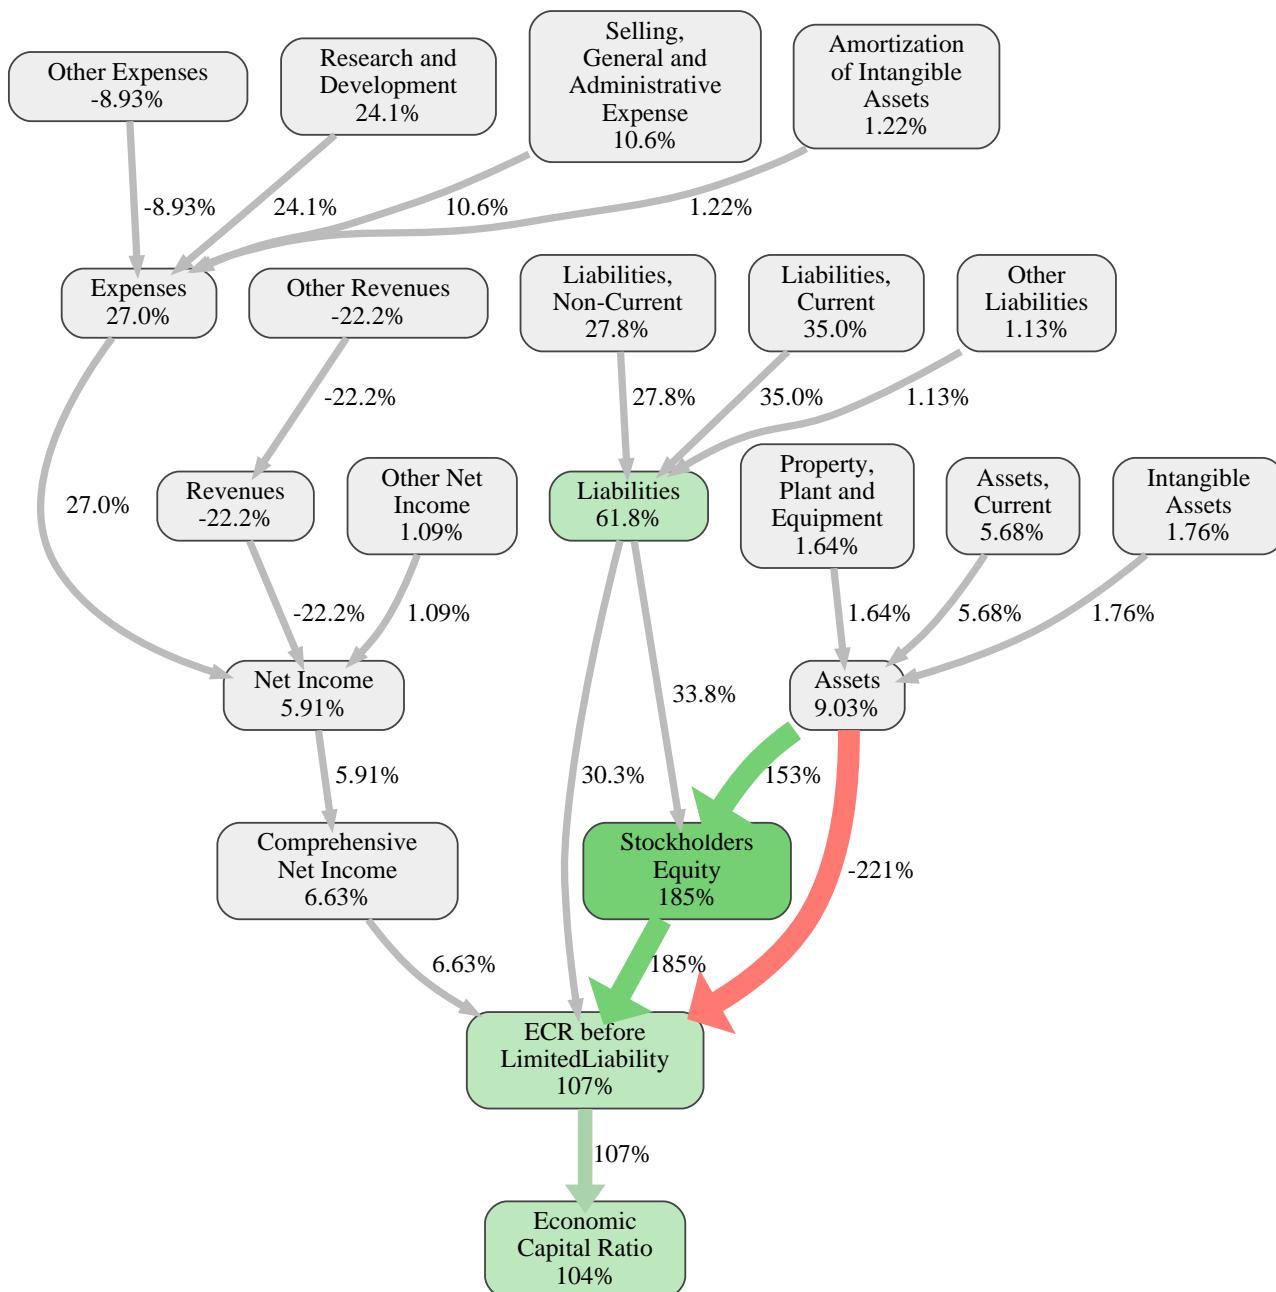 Other Expenses
-8.93%
Research and
Development
24.1%
Selling,
General and
Administrative
Expense
10.6%
Amortization
of Intangible
Assets
1.22%
-8.93%
24.1%
10.6%
1.22%
Expenses
27.0%
Other Revenues
-22.2%
Liabilities,
Non-Current
27.8%
Liabilities,
Current
35.0%
Other
Liabilities
1.13%
-22.2%
27.8%
35.0%
1.13%
27.0%
Revenues
-22.2%
Other Net
Income
1.09%
Liabilities
61.8%
Property,
Plant and
Equipment
1.64%
Assets,
Current
5.68%
Intangible
Assets
1.76%
-22.2%
1.09%
1.64%
5.68%
1.76%
Net Income
5.91%
33.8%
Assets
9.03%
5.91%
30.3%
153%
-221%
Comprehensive
Net Income
6.63%
Stockholders
Equity
185%
6.63%
185%
ECR before
LimitedLiability
107%
107%
Economic
Capital Ratio
104%